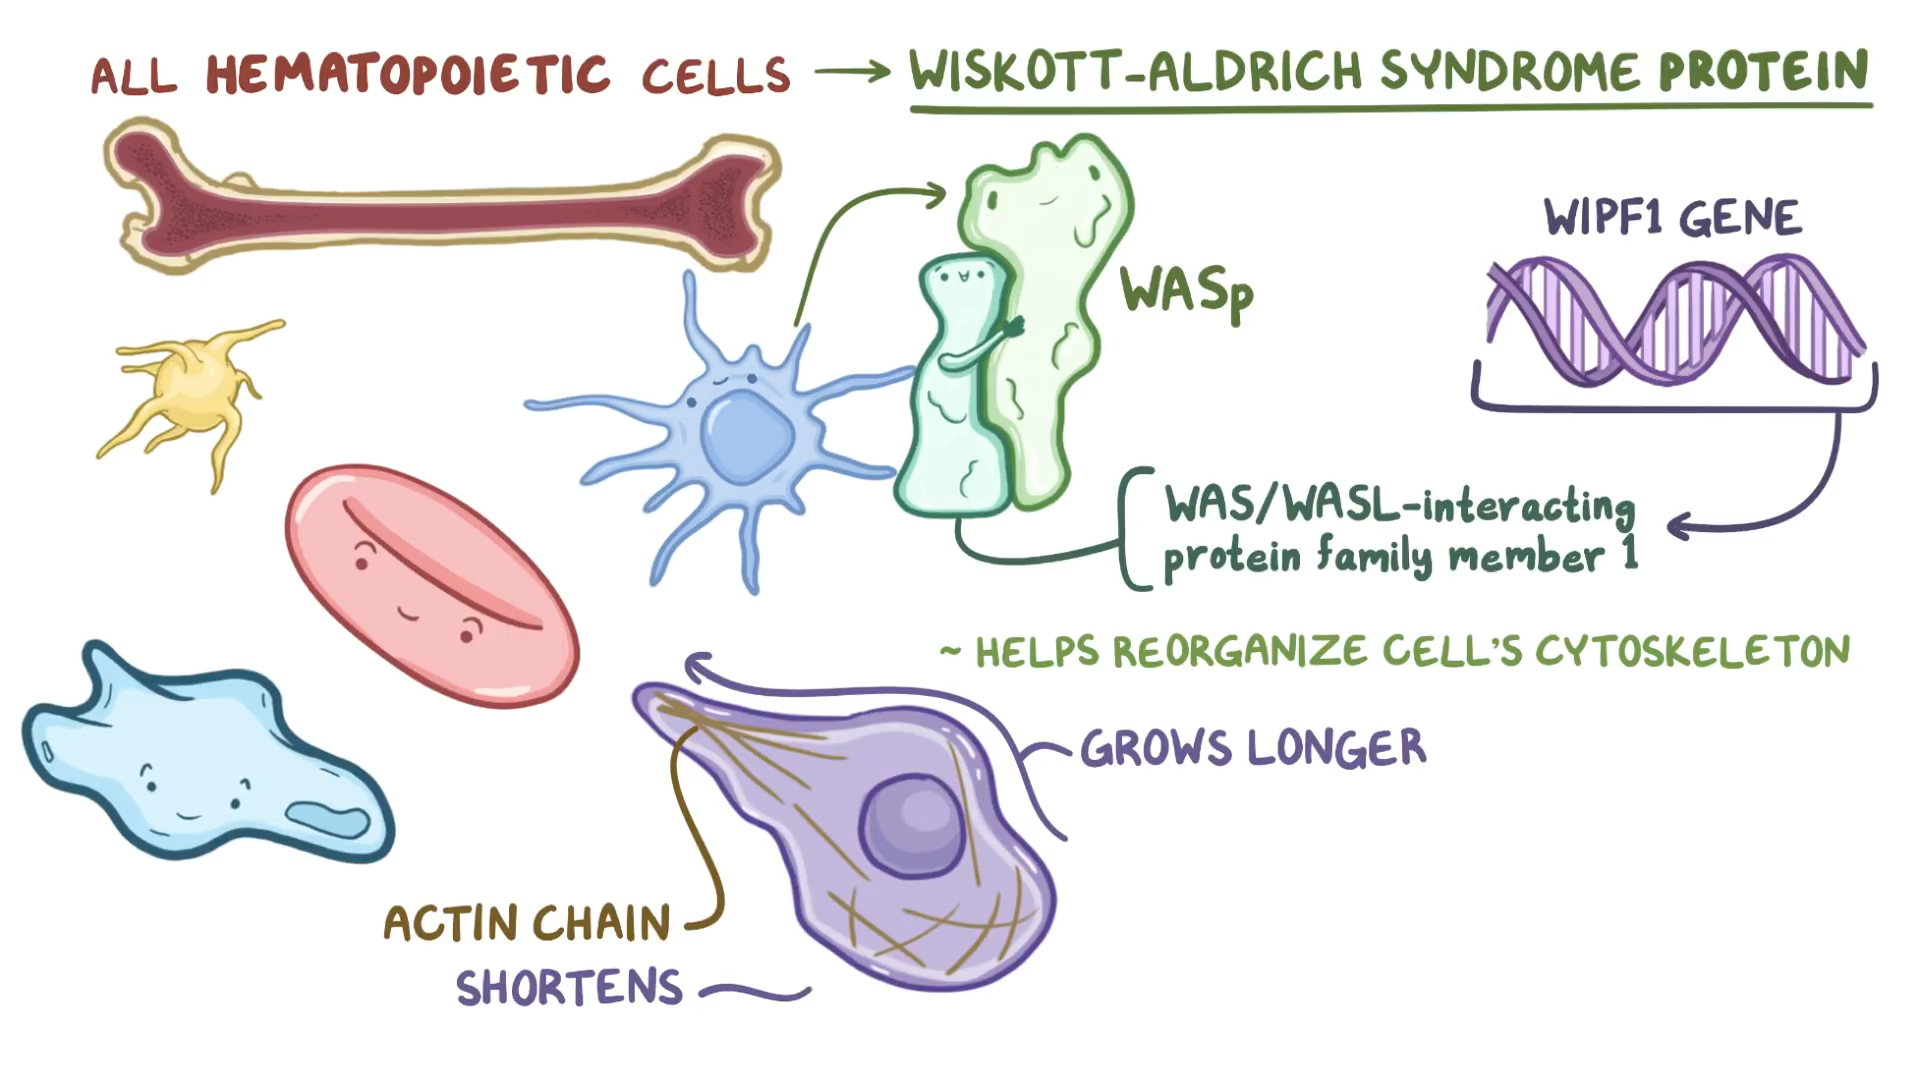 ALL HEMATOPOIETIC CELLS → WISKOTT-ALDRICH SYNDROME PROTEIN
WIPF1 GENE
WASp
WAS/WASL-interacting
protein family member 1
~ HELPS REORGANIZE CELL'S CYTOSKELETON
GROWS LONGER
ACTIN CHAIN
SHORTENS